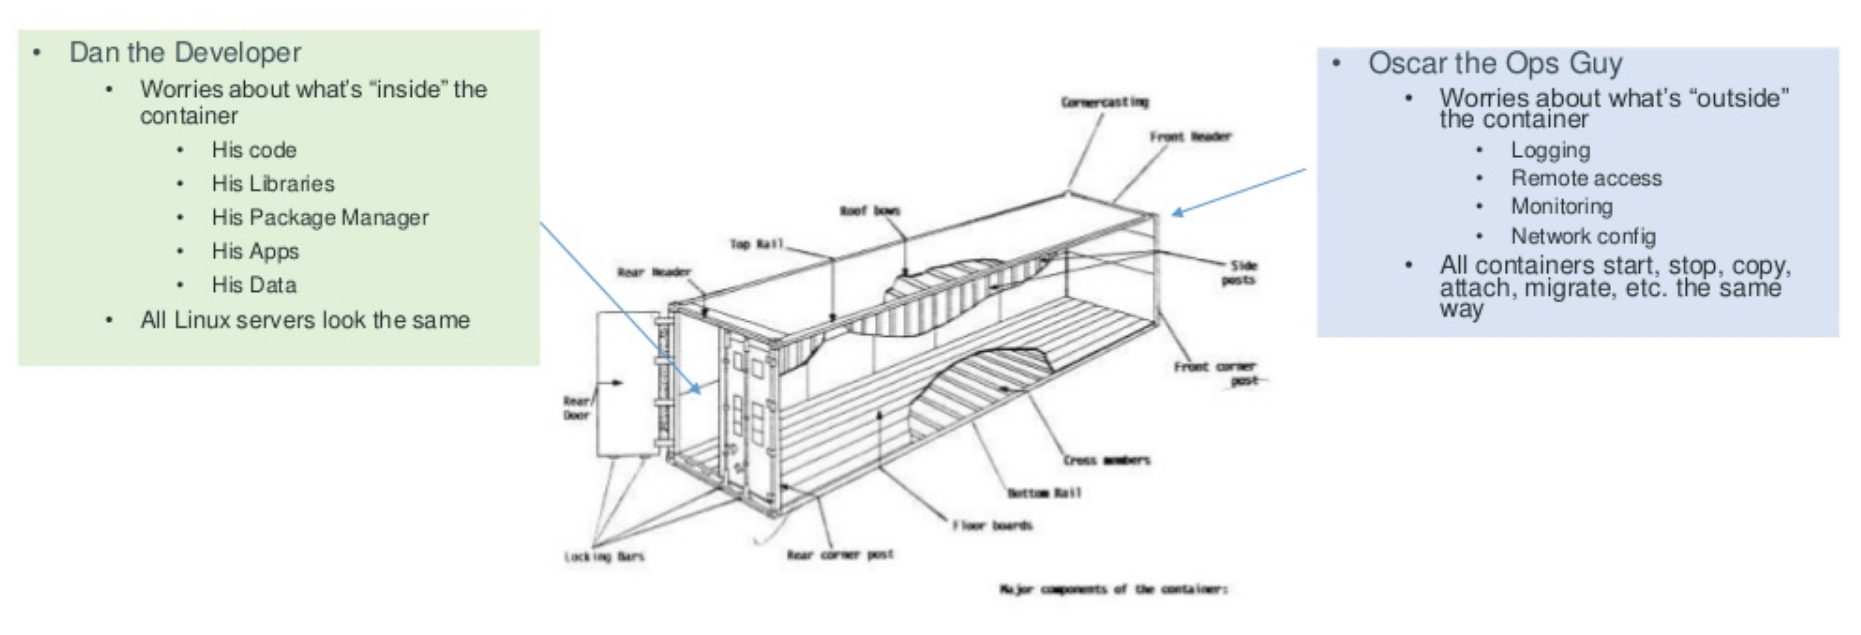 Dan the Developer
Worries about what's “inside” the
container
His code
His Libraries
His Package Manager
His Apps
His Data
All Linux servers look the same
Cornercasting
Front Header
Roof bows
Top Rail
Rear Header
Side
posts
Front corner
post
Rear
Door
Cross members
Bottom Rail
Floor boards
Locking Bars
Rear corner post
Major components of the container:
Oscar the Ops Guy
Worries about what's “outside”
the container
Logging
Remote access
Monitoring
Network config
All containers start, stop, copy,
attach, migrate, etc. the same
way